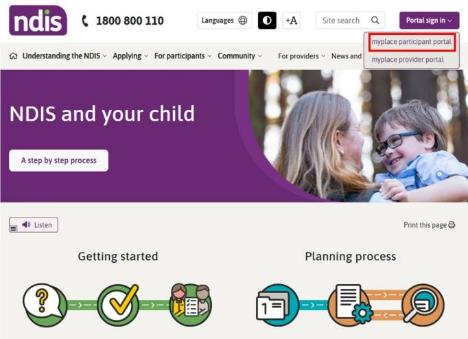 ndis
1800 800 110
Languages
+A
Site search
Portal sign in
myplace participant portal
myplace provider portal
Understanding the NDIS
Applying
For participants
Community
For providers
News and
NDIS and your child
A step by step process
Listen
Print this page
Getting started
Planning process
?
1